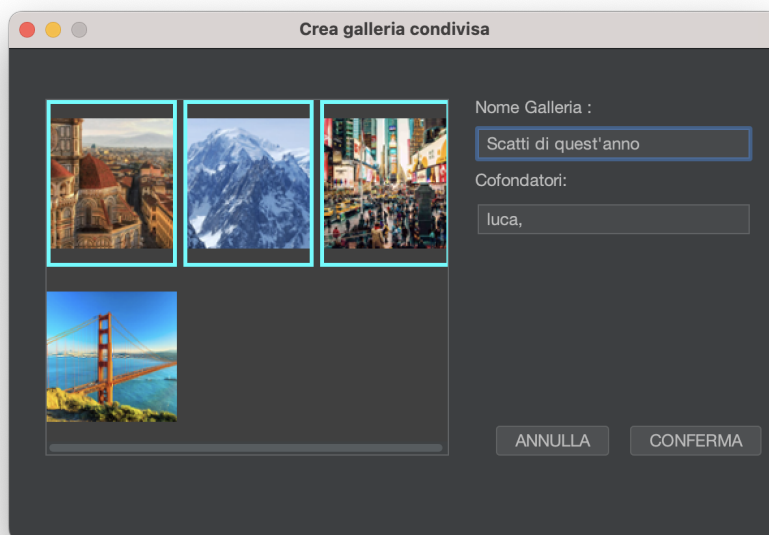 Crea galleria condivisa
Nome Galleria :
Scatti di quest'anno
Cofondatori:
luca,
ANNULLA
CONFERMA